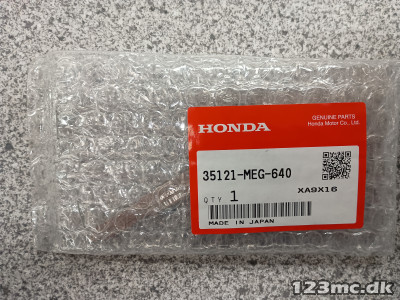 GENUINE PARTS
Honda Motor Co., Ltd.
HONDA
35121-MEG-640
XA9X16
QTY 1
MADE IN JAPAN
123mc.dk